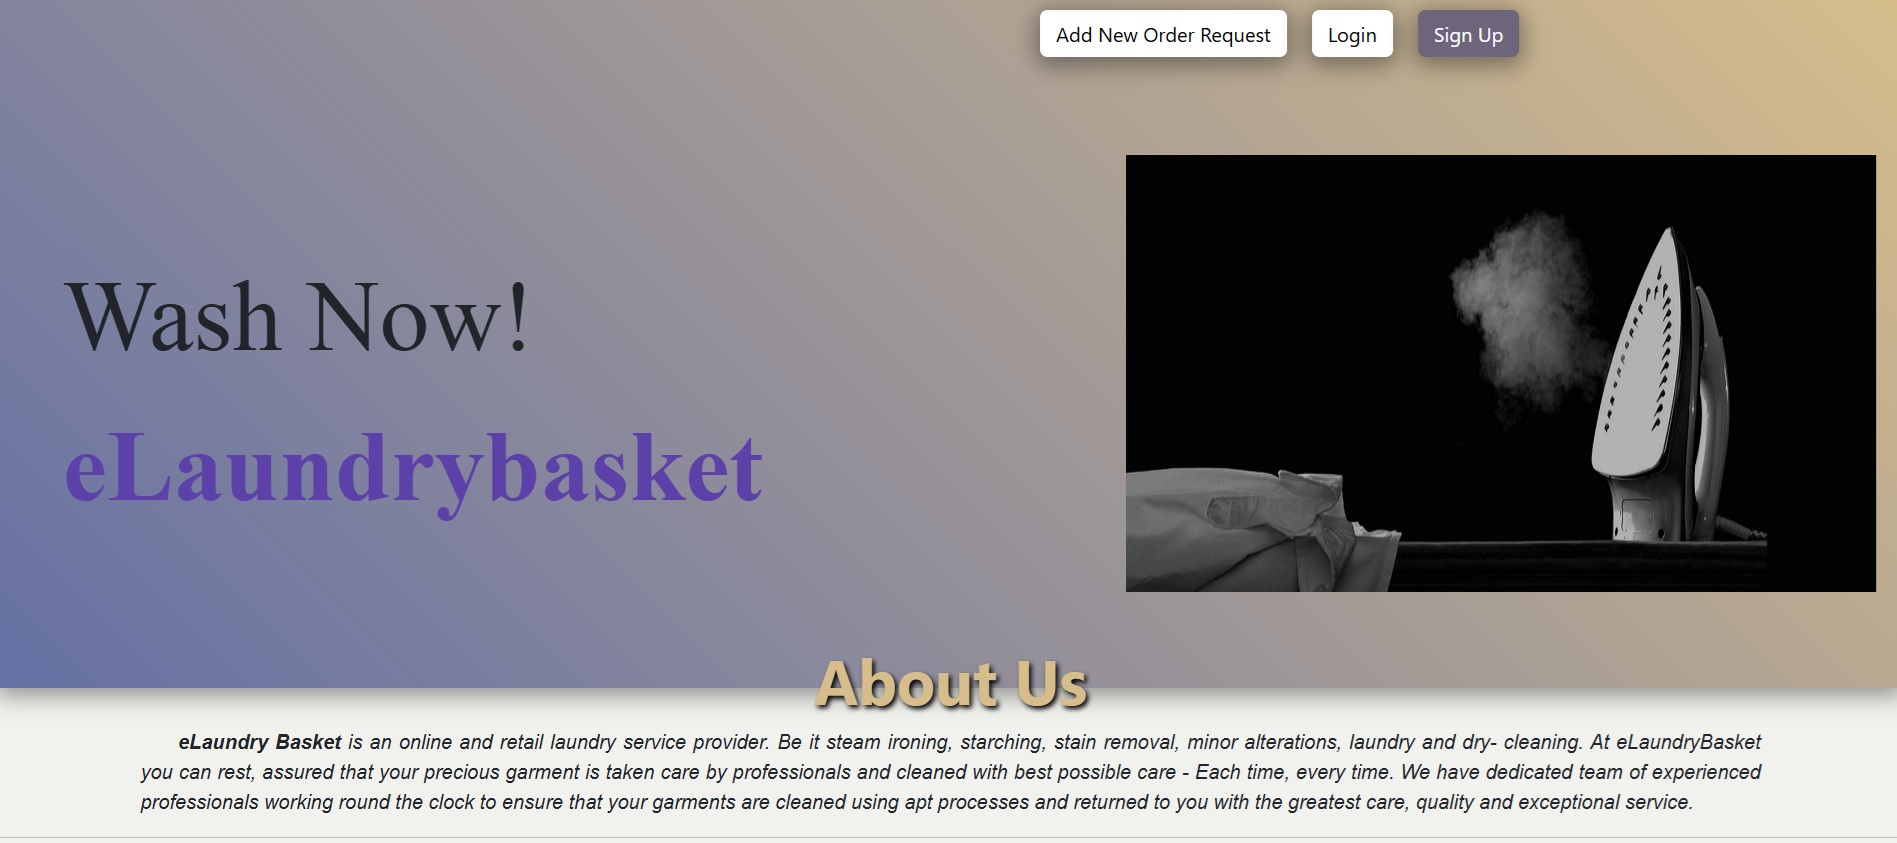 Add New Order Request Login Sign Up
Wash Now!
eLaundrybasket
About Us
eLaundry Basket is an online and retail laundry service provider. Be it steam ironing, starching, stain removal, minor alterations, laundry and dry- cleaning. At eLaundryBasket
you can rest, assured that your precious garment is taken care by professionals and cleaned with best possible care - Each time, every time. We have dedicated team of experienced
professionals working round the clock to ensure that your garments are cleaned using apt processes and returned to you with the greatest care, quality and exceptional service.